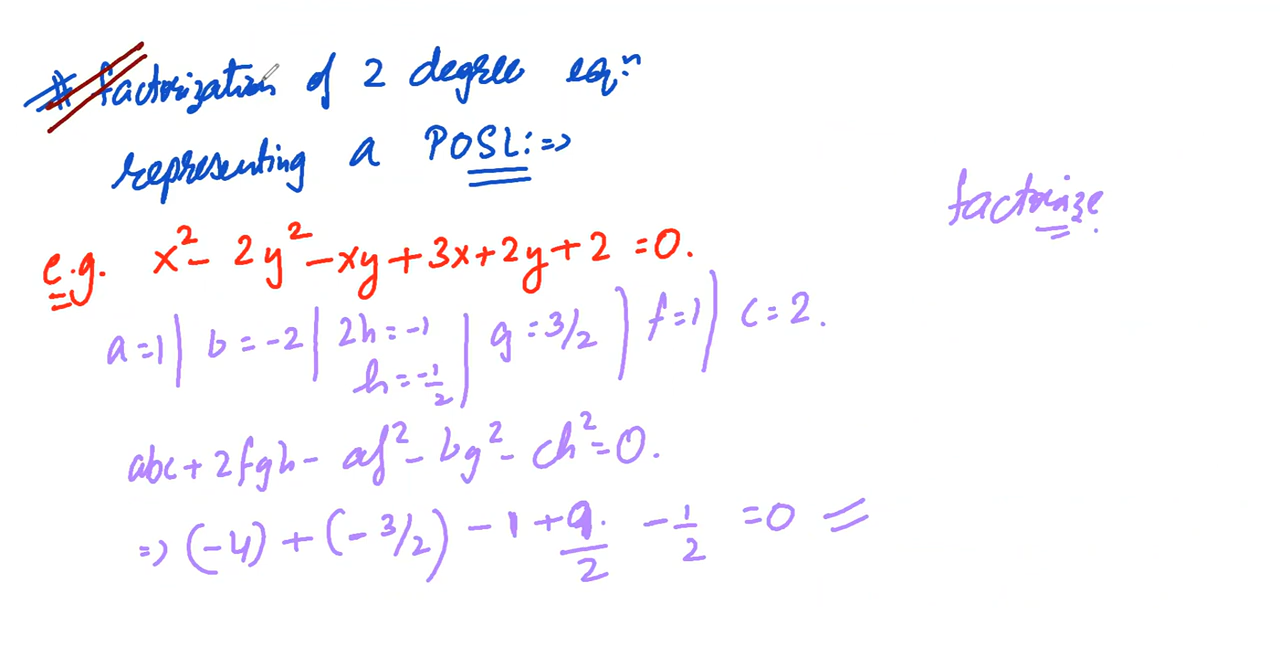 # factorization of 2 degree eqⁿ
representing a POSL:⇒
factorize.
e.g. x² - 2y² - xy + 3x + 2y + 2 = 0.
a = 1 | b = -2 | 2h = -1 | g = 3/2 | f = 1 | c = 2.
h = -1/2
abc + 2fgh - af² - bg² - ch² = 0.
⇒ (-4) + (-3/2) - 1 + 9/2 - 1/2 = 0